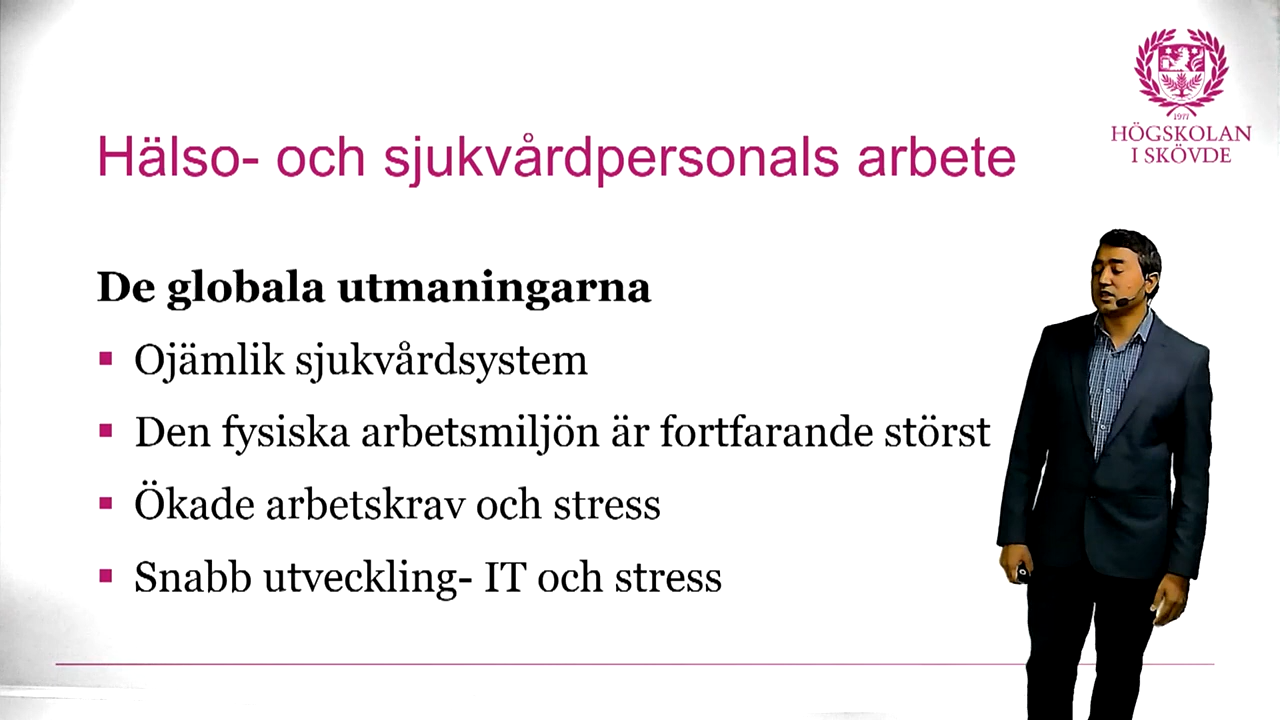 1977
HÖGSKOLAN
I SKÖVDE
Hälso- och sjukvårdpersonals arbete
De globala utmaningarna
▪ Ojämlik sjukvårdsystem
▪ Den fysiska arbetsmiljön är fortfarande störst
▪ Ökade arbetskrav och stress
▪ Snabb utveckling- IT och stress